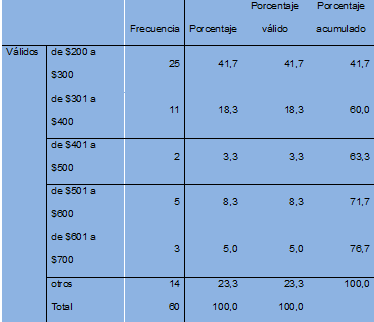 Frecuencia Porcentaje Porcentaje válido Porcentaje acumulado
Válidos de $200 a $300 25 41,7 41,7 41,7
de $301 a $400 11 18,3 18,3 60,0
de $401 a $500 2 3,3 3,3 63,3
de $501 a $600 5 8,3 8,3 71,7
de $601 a $700 3 5,0 5,0 76,7
otros 14 23,3 23,3 100,0
Total 60 100,0 100,0